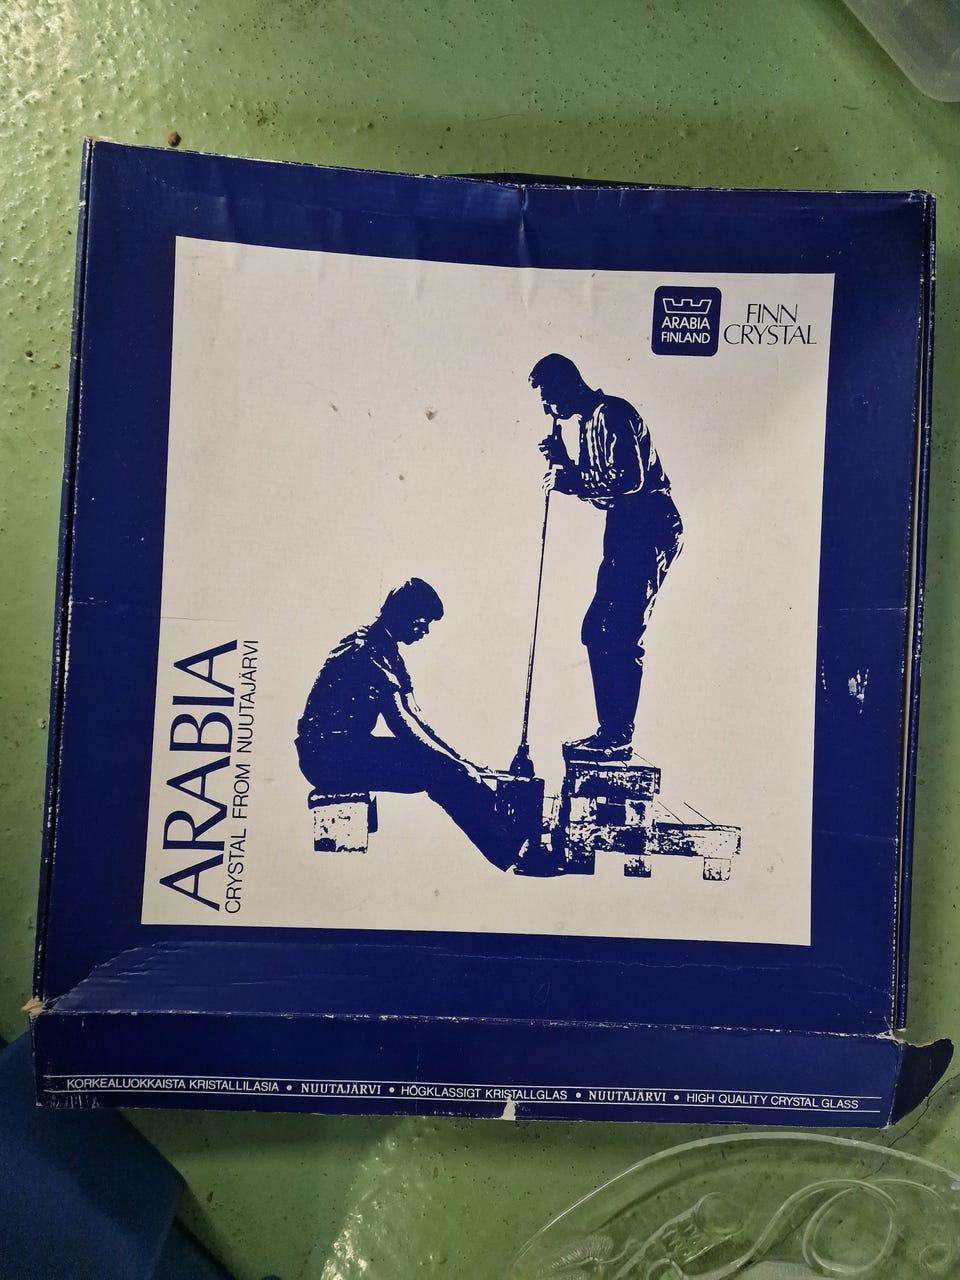 ARABIA
FINLAND
FINN
CRYSTAL
ARABIA
CRYSTAL FROM NUUTAJÄRVI
KORKEALUOKKAISTA KRISTALLILASIA • NUUTAJÄRVI • HÖGKLASSIGT KRISTALLGLAS • NUUTAJÄRVI • HIGH QUALITY CRYSTAL GLASS